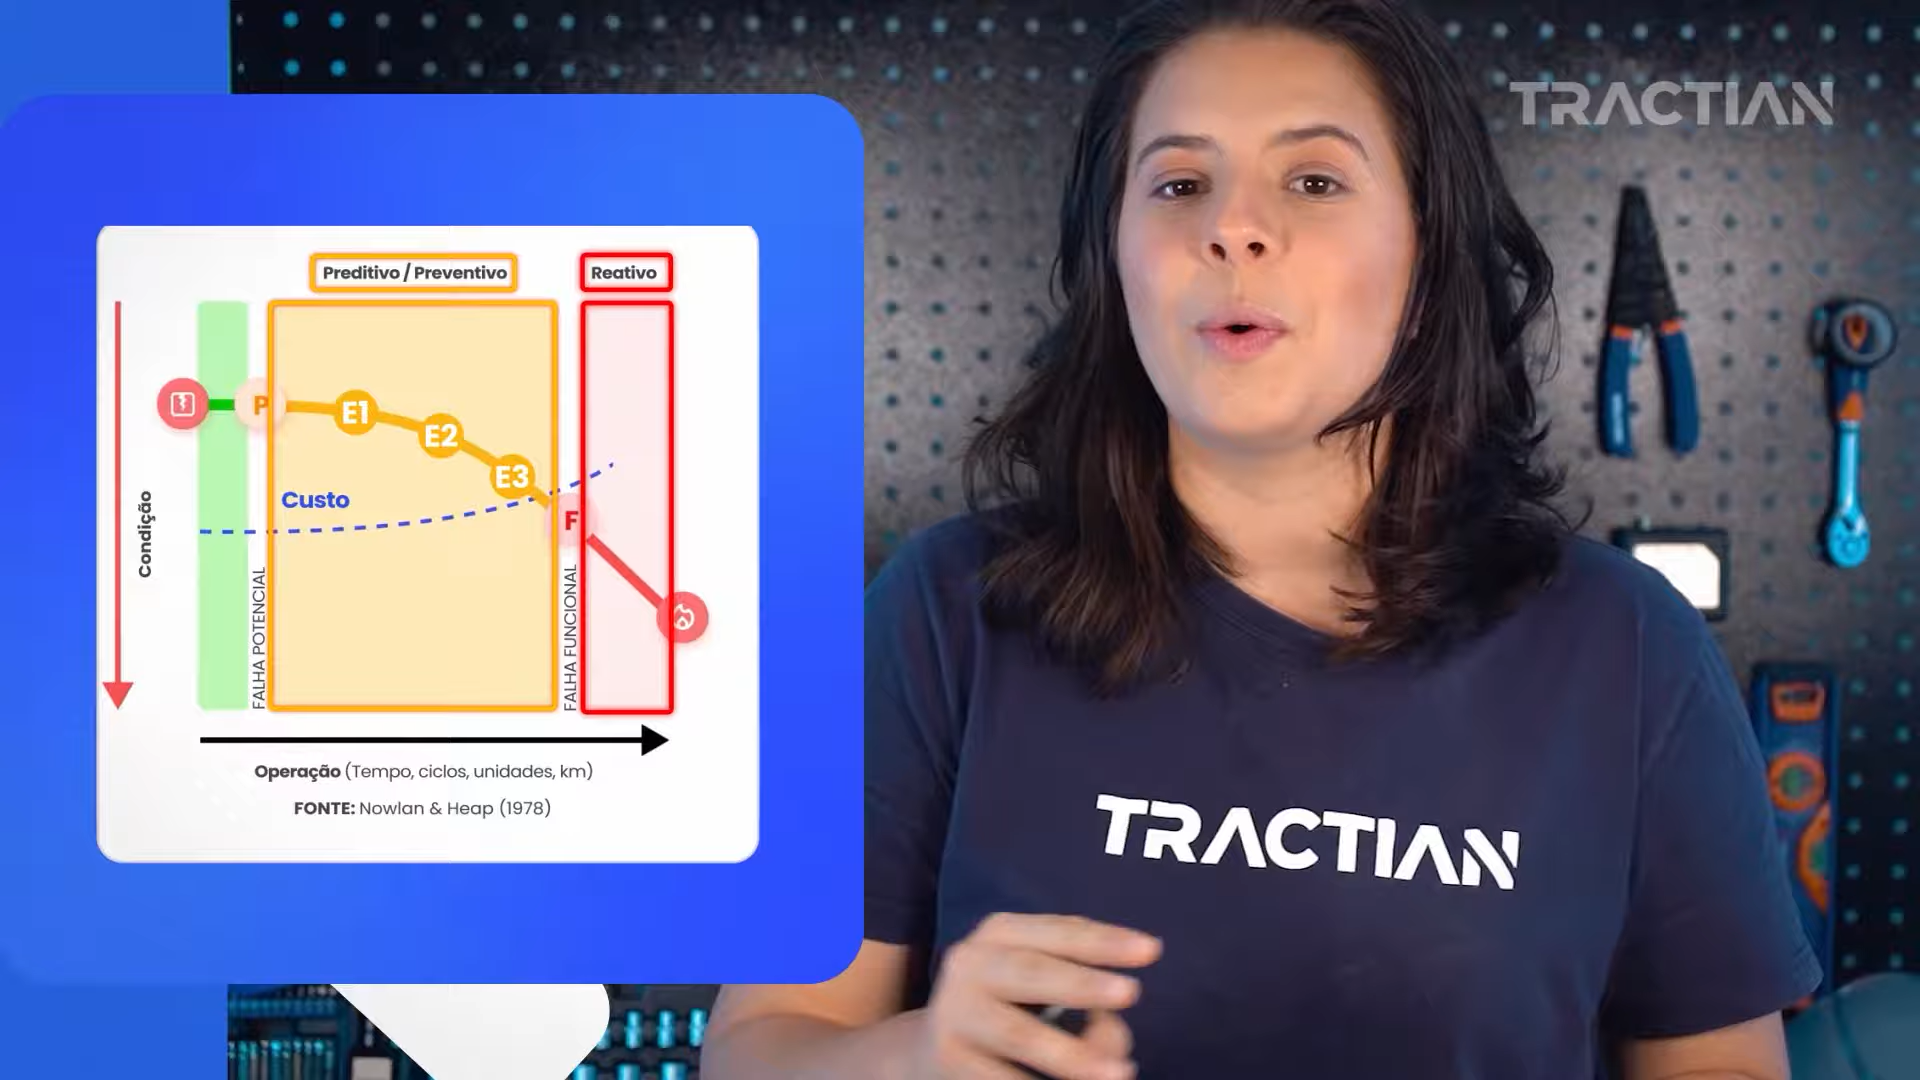 TRACTIAN
Preditivo / Preventivo
Reativo
P
E1
E2
E3
Custo
F
Condição
FALHA POTENCIAL
FALHA FUNCIONAL
Operação (Tempo, ciclos, unidades, km)
FONTE: Nowlan & Heap (1978)
TRACTIAN